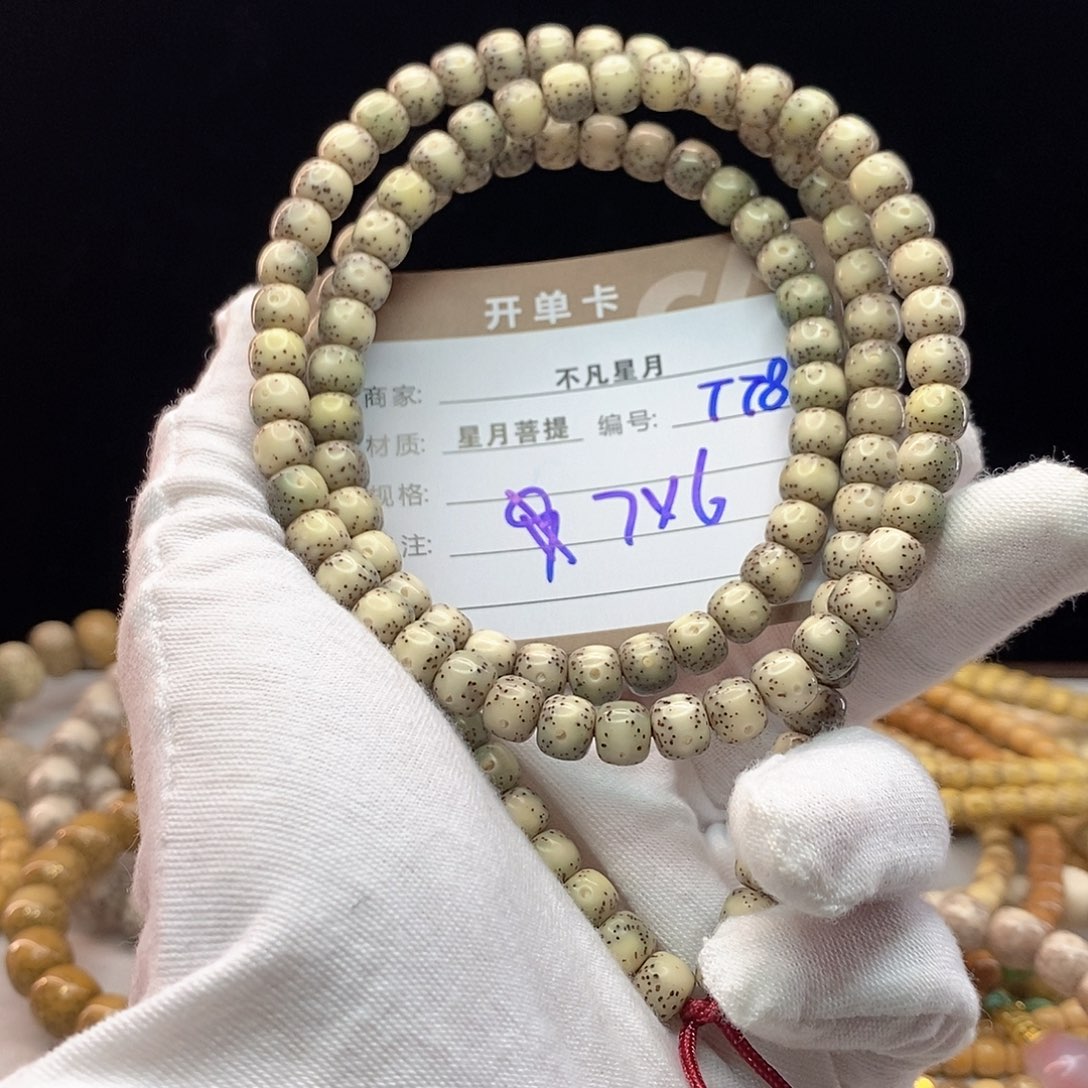 开单卡
商家: 不凡星月
材质: 星月菩提 编号: T78
规格: 7X6
注: